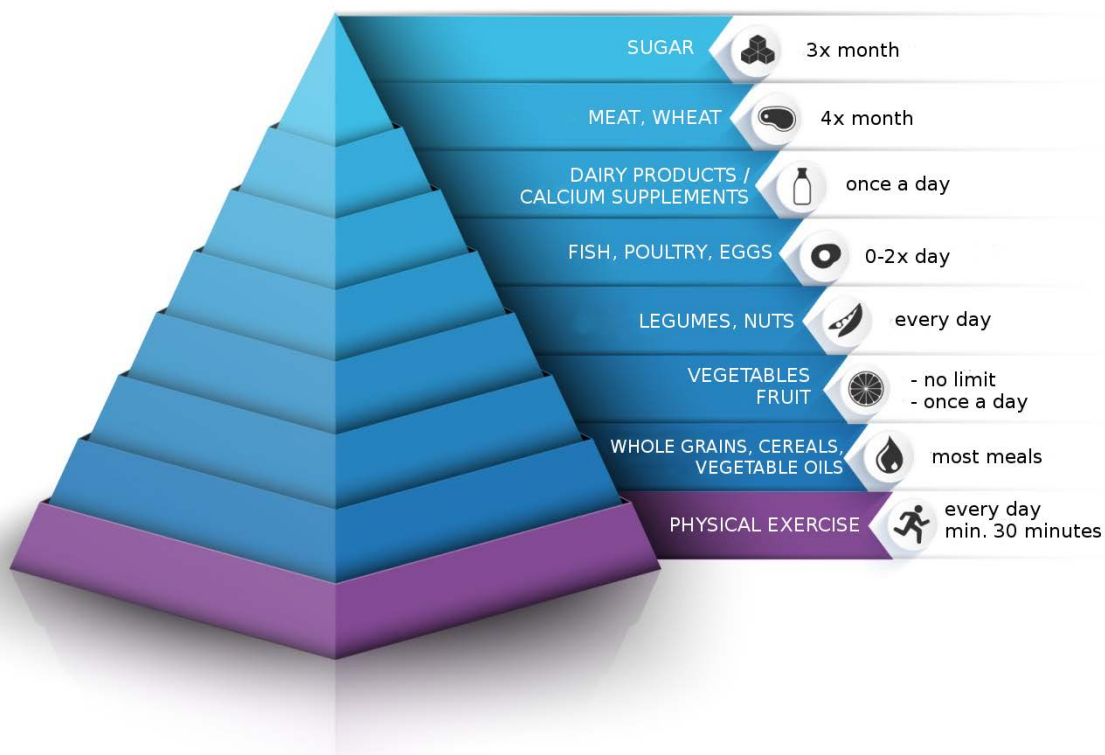 SUGAR
3x month
MEAT, WHEAT
4x month
DAIRY PRODUCTS /
CALCIUM SUPPLEMENTS
once a day
FISH, POULTRY, EGGS
0-2x day
LEGUMES, NUTS
every day
VEGETABLES
FRUIT
- no limit
- once a day
WHOLE GRAINS, CEREALS,
VEGETABLE OILS
most meals
PHYSICAL EXERCISE
every day
min. 30 minutes